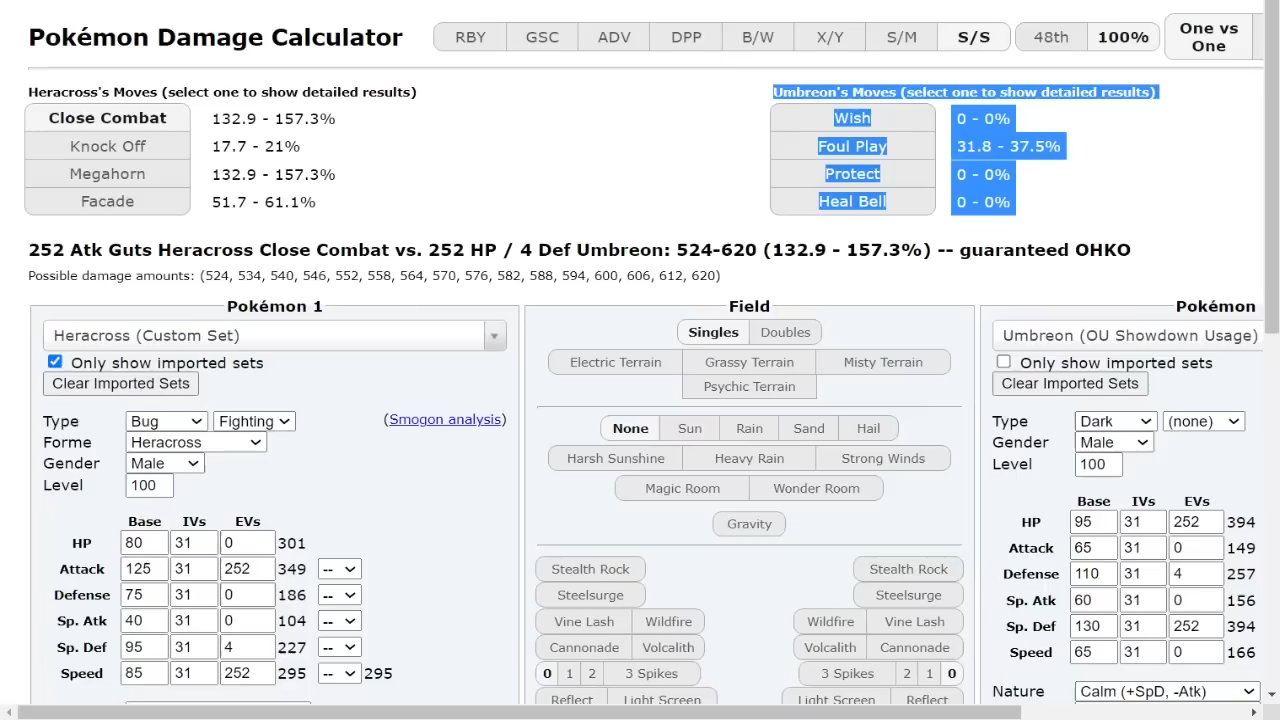 Pokémon Damage Calculator RBY GSC ADV DPP B/W X/Y S/M S/S 48th 100% One vs One
Heracross's Moves (select one to show detailed results) Umbreon's Moves (select one to show detailed results)
Close Combat 132.9 - 157.3% Wish 0 - 0%
Knock Off 17.7 - 21% Foul Play 31.8 - 37.5%
Megahorn 132.9 - 157.3% Protect 0 - 0%
Facade 51.7 - 61.1% Heal Bell 0 - 0%
252 Atk Guts Heracross Close Combat vs. 252 HP / 4 Def Umbreon: 524-620 (132.9 - 157.3%) -- guaranteed OHKO
Possible damage amounts: (524, 534, 540, 546, 552, 558, 564, 570, 576, 582, 588, 594, 600, 606, 612, 620)
Pokémon 1
Heracross (Custom Set)
Only show imported sets
Clear Imported Sets
Type Bug Fighting (Smogon analysis)
Forme Heracross
Gender Male
Level 100
Base IVs EVs
HP 80 31 0 301
Attack 125 31 252 349 --
Defense 75 31 0 186 --
Sp. Atk 40 31 0 104 --
Sp. Def 95 31 4 227 --
Speed 85 31 252 295 -- 295
Field
Singles Doubles
Electric Terrain Grassy Terrain Misty Terrain
Psychic Terrain
None Sun Rain Sand Hail
Harsh Sunshine Heavy Rain Strong Winds
Magic Room Wonder Room
Gravity
Stealth Rock Stealth Rock
Steelsurge Steelsurge
Vine Lash Wildfire Wildfire Vine Lash
Cannonade Volcalith Volcalith Cannonade
0 1 2 3 Spikes 3 Spikes 2 1 0
Reflect Light Screen Light Screen Reflect
Pokémon
Umbreon (OU Showdown Usage)
Only show imported sets
Clear Imported Sets
Type Dark (none)
Gender Male
Level 100
Base IVs EVs
HP 95 31 252 394
Attack 65 31 0 149
Defense 110 31 4 257
Sp. Atk 60 31 0 156
Sp. Def 130 31 252 394
Speed 65 31 0 166
Nature Calm (+SpD, -Atk)